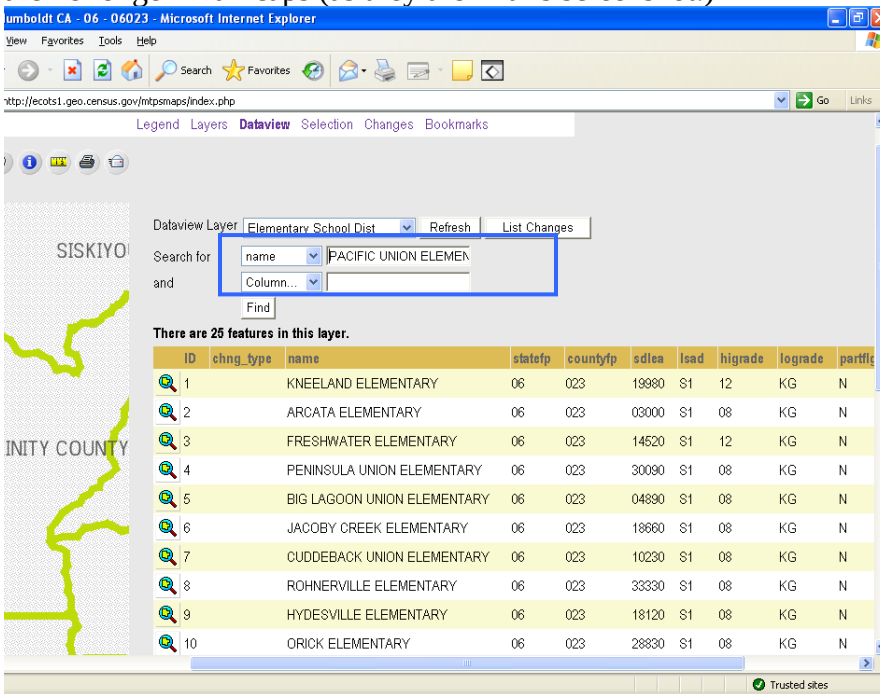 umboldt CA - 06 - 06023 - Microsoft Internet Explorer
View Favorites Tools Help
Search Favorites
http://ecots1.geo.census.gov/mtpsmaps/index.php Go Links
Legend Layers Dataview Selection Changes Bookmarks
Dataview Layer Elementary School Dist Refresh List Changes
Search for name PACIFIC UNION ELEMEN
and Column...
Find
There are 25 features in this layer.
ID chng_type name statefp countyfp sdlea lsad higrade lograde partflg
1 KNEELAND ELEMENTARY 06 023 19980 S1 12 KG N
2 ARCATA ELEMENTARY 06 023 03000 S1 08 KG N
3 FRESHWATER ELEMENTARY 06 023 14520 S1 12 KG N
4 PENINSULA UNION ELEMENTARY 06 023 30090 S1 08 KG N
5 BIG LAGOON UNION ELEMENTARY 06 023 04890 S1 08 KG N
6 JACOBY CREEK ELEMENTARY 06 023 18660 S1 08 KG N
7 CUDDEBACK UNION ELEMENTARY 06 023 10230 S1 08 KG N
8 ROHNERVILLE ELEMENTARY 06 023 33330 S1 08 KG N
9 HYDESVILLE ELEMENTARY 06 023 18120 S1 08 KG N
10 ORICK ELEMENTARY 06 023 28830 S1 08 KG N
SISKIYO
INITY COUNTY
Trusted sites